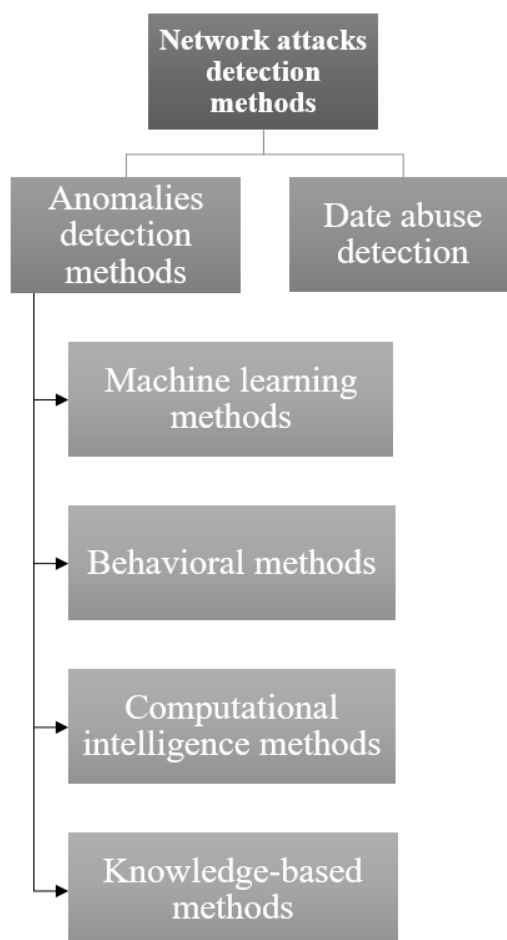 Network attacks
detection
methods
Anomalies
detection
methods
Date abuse
detection
Machine learning
methods
Behavioral methods
Computational
intelligence methods
Knowledge-based
methods